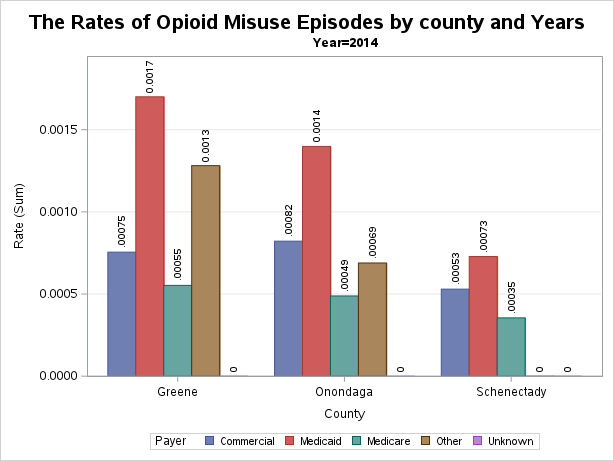 The Rates of Opioid Misuse Episodes by county and Years
Year=2014
Rate (Sum)
0.0015
0.0010
0.0005
0.0000
.00075
0.0017
.00055
0.0013
0
.00082
0.0014
.00049
.00069
0
.00053
.00073
.00035
0
0
Greene
Onondaga
Schenectady
County
Payer
Commercial
Medicaid
Medicare
Other
Unknown